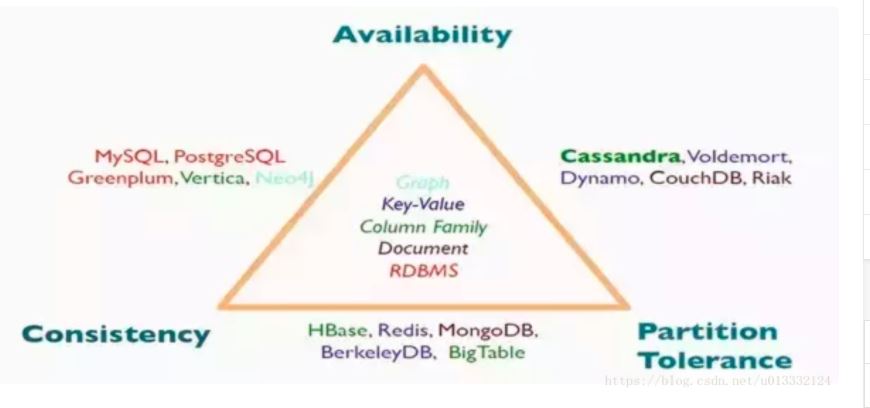 Availability
MySQL, PostgreSQL
Greenplum, Vertica, Neo4J
Cassandra, Voldemort,
Dynamo, CouchDB, Riak
Graph
Key-Value
Column Family
Document
RDBMS
Consistency
HBase, Redis, MongoDB,
BerkeleyDB, BigTable
Partition
Tolerance
https://blog.csdn.net/u013332124